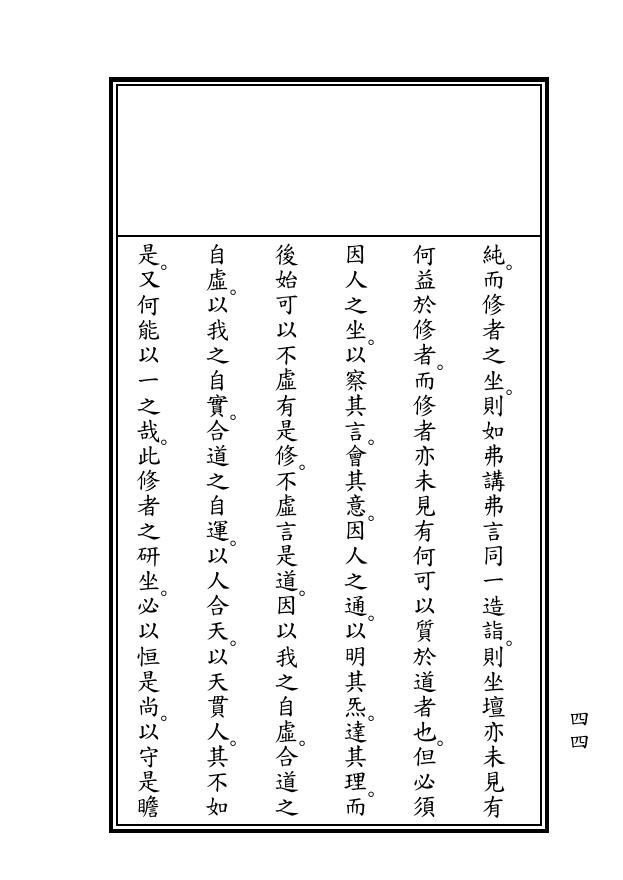 純。而修者之坐。則如弗講弗言同一造詣。則坐壇亦未見有
何益於修者。而修者亦未見有何可以質於道者也。但必須
因人之坐。以察其言。會其意。因人之通。以明其炁。達其理。而
後始可以不虛有是修。不虛言是道。因以我之自虛。合道之
自虛。以我之自實。合道之自運。以人合天。以天貫人。其不如
是。又何能以一之哉。此修者之研坐。必以恒是尚。以守是瞻
四四